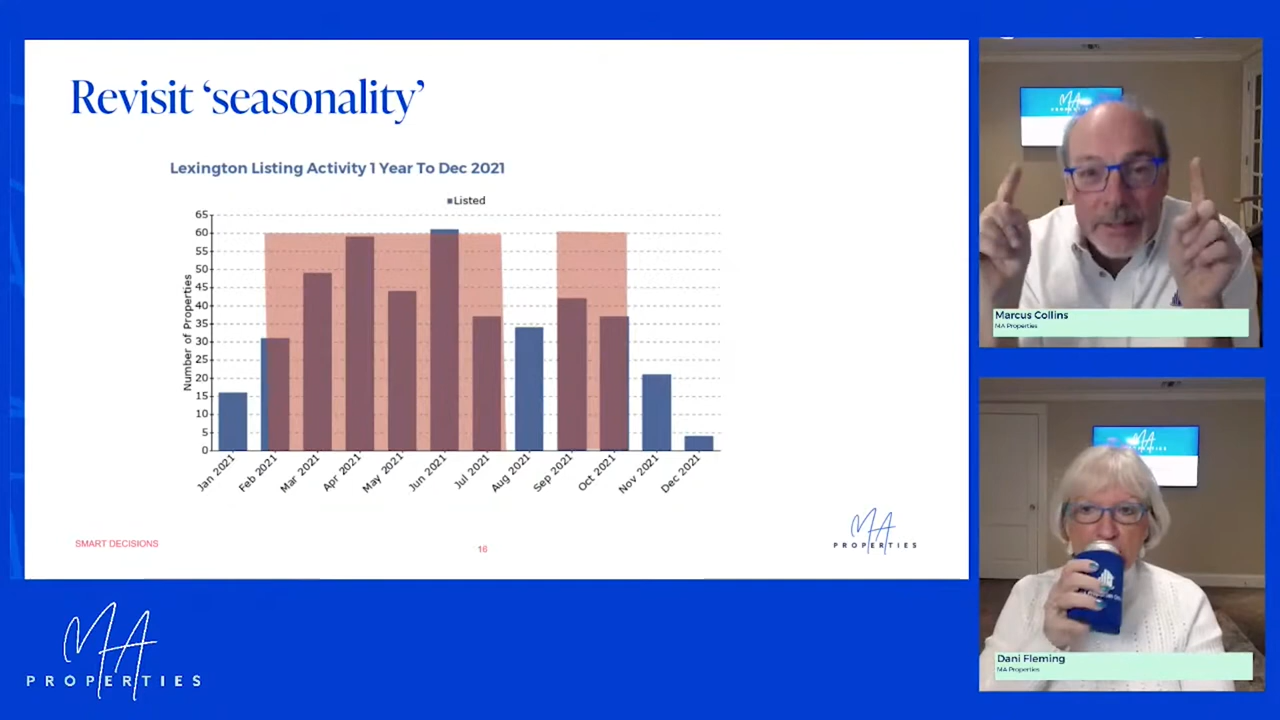 Revisit ‘seasonality’
Lexington Listing Activity 1 Year To Dec 2021
Listed
Number of Properties
65
60
55
50
45
40
35
30
25
20
15
10
5
0
Jan 2021
Feb 2021
Mar 2021
Apr 2021
May 2021
Jun 2021
Jul 2021
Aug 2021
Sep 2021
Oct 2021
Nov 2021
Dec 2021
SMART DECISIONS
16
MA
PROPERTIES
MA
PROPERTIES
MA
Marcus Collins
MA Properties
MA
PROPERTIES
Dani Fleming
MA Properties